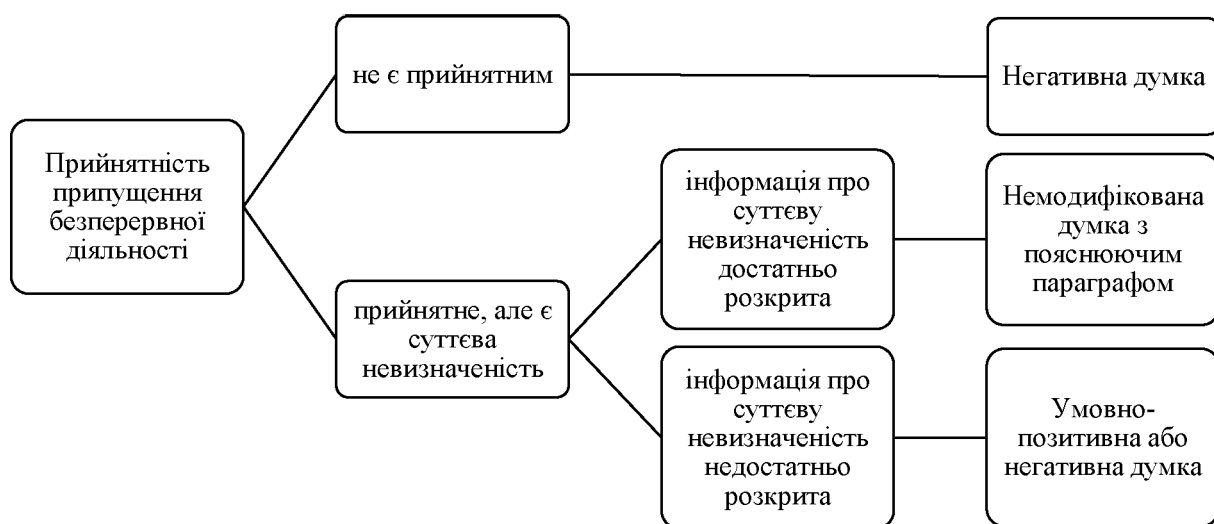 Прийнятність
припущення
безперервної
діяльності
не є прийнятним
Негативна думка
прийнятне, але є
суттєва
невизначеність
інформація про
суттєву
невизначеність
достатньо
розкрита
Немодифікована
думка з
пояснюючим
параграфом
інформація про
суттєву
невизначеність
недостатньо
розкрита
Умовно-
позитивна або
негативна думка